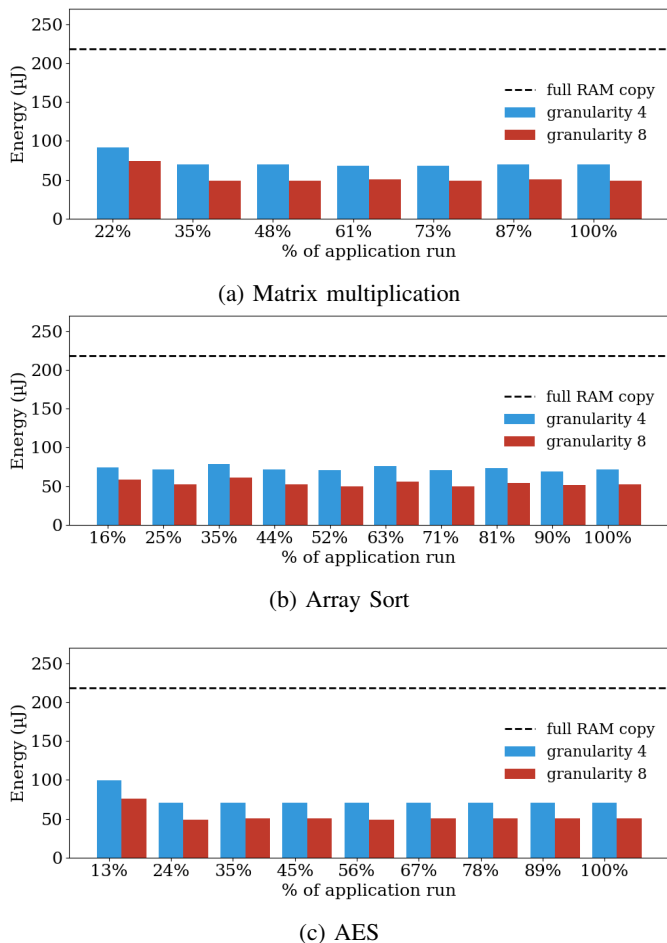 250
200
150
100
50
0
Energy (μJ)
full RAM copy
granularity 4
granularity 8
22% 35% 48% 61% 73% 87% 100%
% of application run
(a) Matrix multiplication
250
200
150
100
50
0
Energy (μJ)
full RAM copy
granularity 4
granularity 8
16% 25% 35% 44% 52% 63% 71% 81% 90% 100%
% of application run
(b) Array Sort
250
200
150
100
50
0
Energy (μJ)
full RAM copy
granularity 4
granularity 8
13% 24% 35% 45% 56% 67% 78% 89% 100%
% of application run
(c) AES